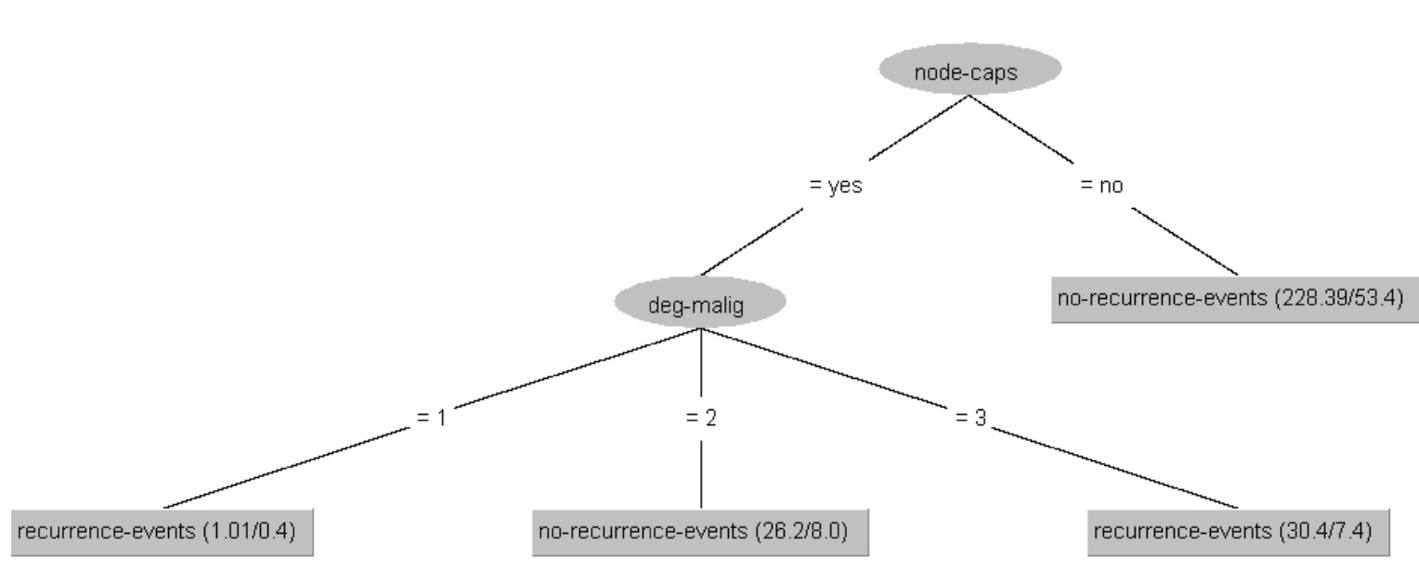 node-caps
= yes
= no
deg-malig
no-recurrence-events (228.39/53.4)
= 1
= 2
= 3
recurrence-events (1.01/0.4)
no-recurrence-events (26.2/8.0)
recurrence-events (30.4/7.4)